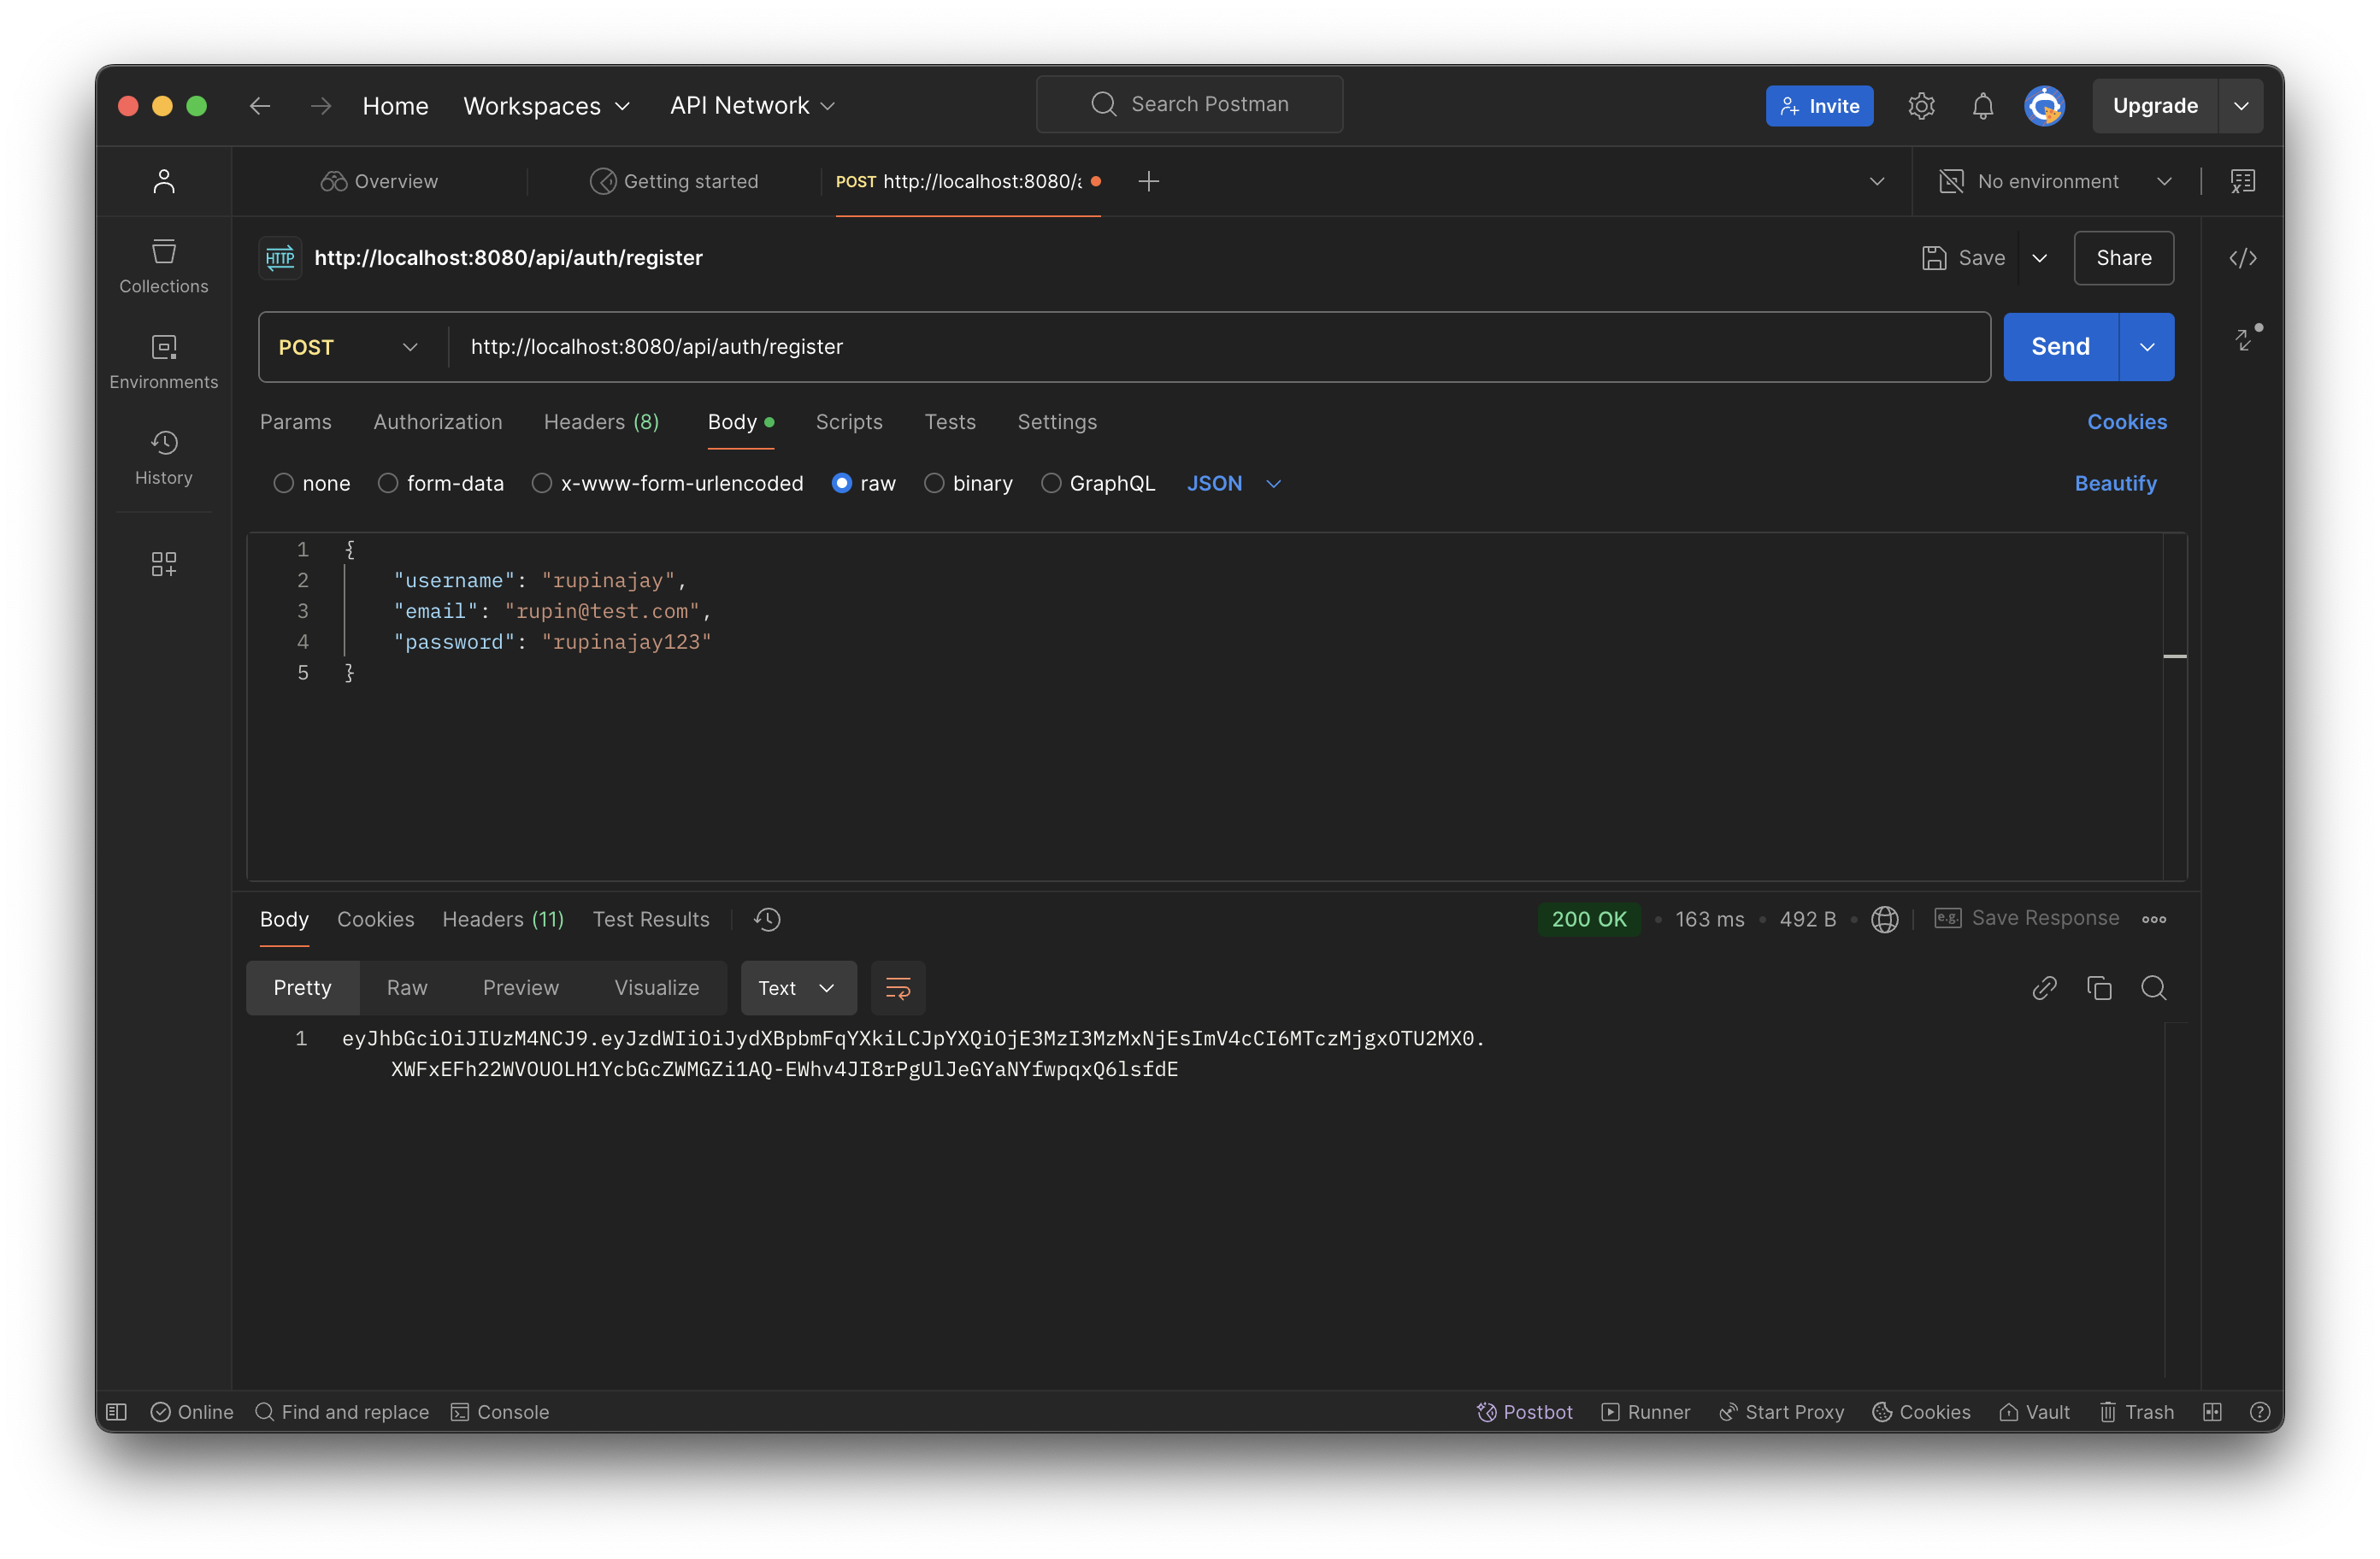 Home Workspaces API Network Search Postman Invite Upgrade
Overview Getting started POST http://localhost:8080/a No environment
HTTP http://localhost:8080/api/auth/register Save Share
Collections
Environments
History
POST http://localhost:8080/api/auth/register Send
Params Authorization Headers (8) Body Scripts Tests Settings Cookies
none form-data x-www-form-urlencoded raw binary GraphQL JSON Beautify
1 {
2 "username": "rupinajay",
3 "email": "rupin@test.com",
4 "password": "rupinajay123"
5 }
Body Cookies Headers (11) Test Results 200 OK 163 ms 492 B e.g. Save Response
Pretty Raw Preview Visualize Text
1 eyJhbGciOiJIUzM4NCJ9.eyJzdWIiOiJydXBpbmFqYXkiLCJpYXQiOjE3MzI3MzMxNjEsImV4cCI6MTczMjgxOTU2MX0.
XWFxEFh22WVOUOLH1YcbGcZWMGZi1AQ-EWhv4JI8rPgUlJeGYaNYfwpqxQ6lsfdE
Online Find and replace Console Postbot Runner Start Proxy Cookies Vault Trash